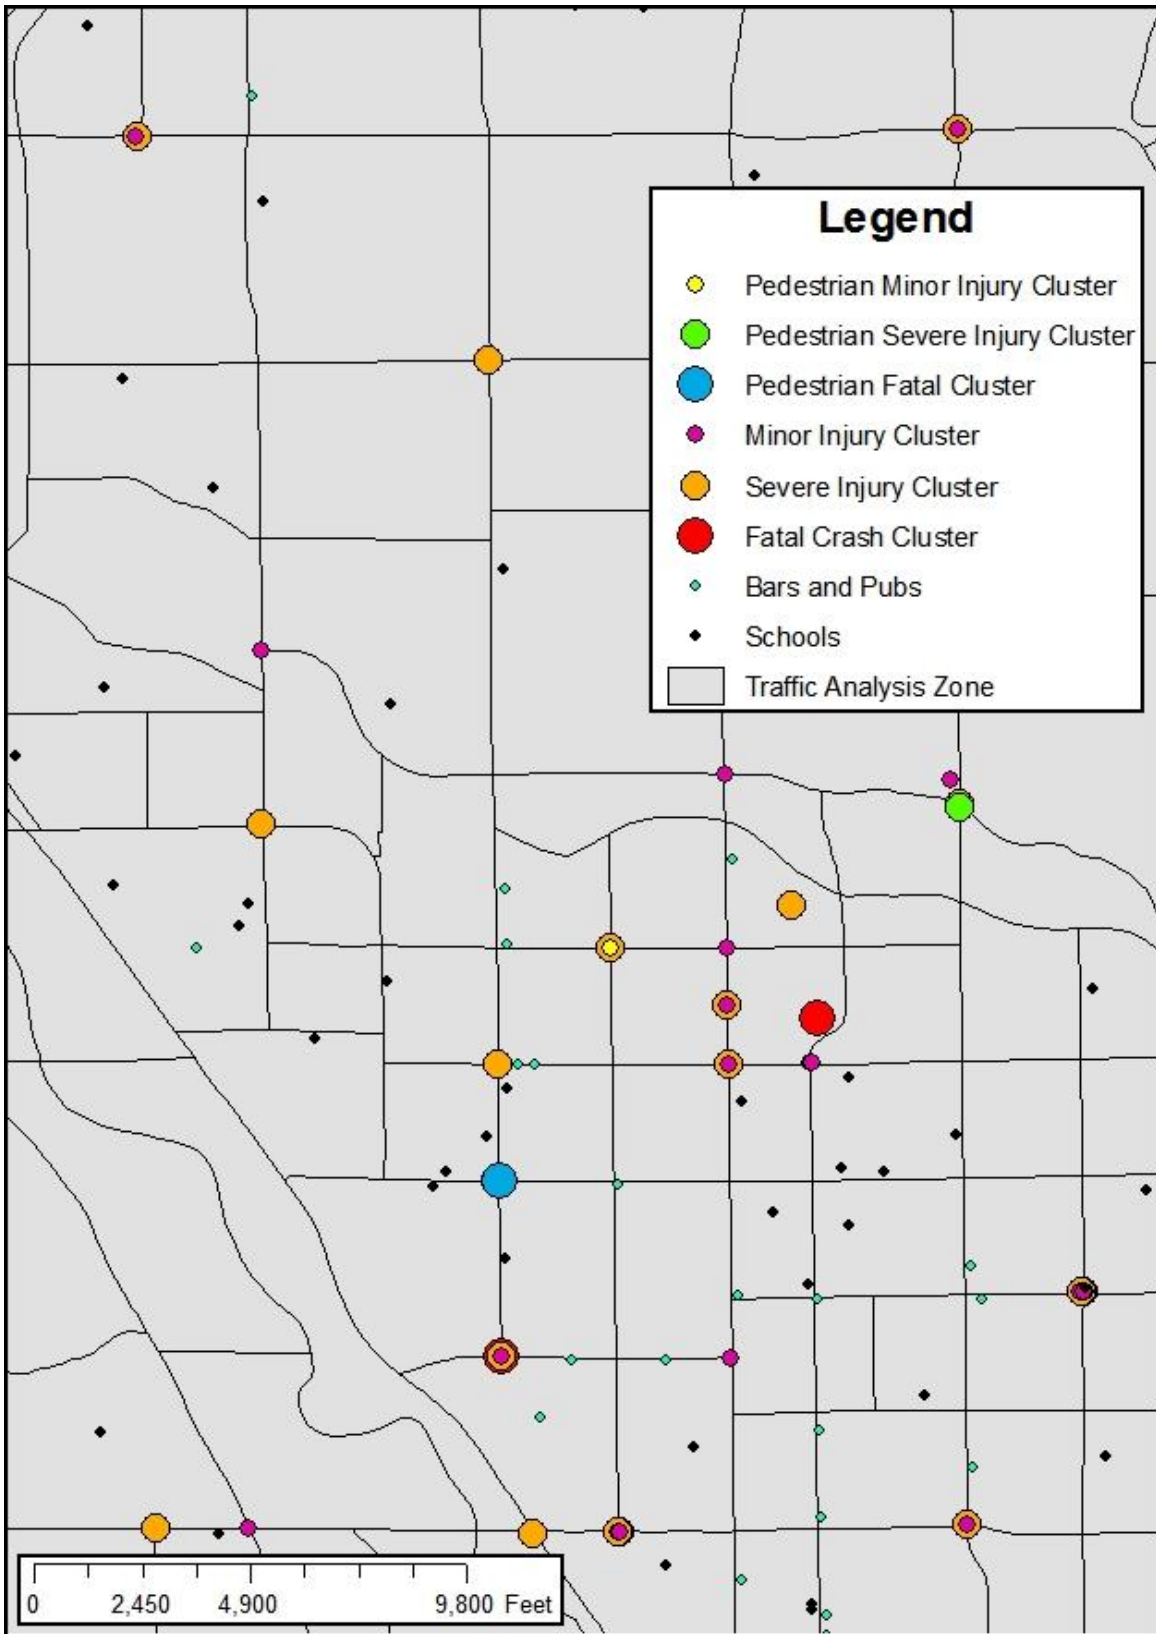 Legend
Pedestrian Minor Injury Cluster
Pedestrian Severe Injury Cluster
Pedestrian Fatal Cluster
Minor Injury Cluster
Severe Injury Cluster
Fatal Crash Cluster
Bars and Pubs
Schools
Traffic Analysis Zone
0 2,450 4,900 9,800 Feet